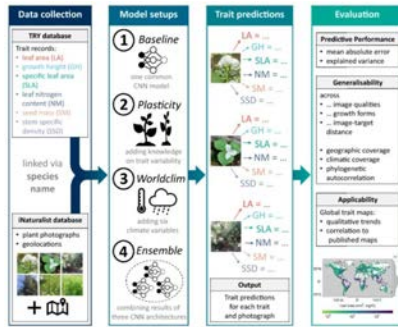 Data collection
TRY database
Trait records:
• leaf area (LA)
• growth height (GH)
• specific leaf area
(SLA)
• leaf nitrogen
content (NM)
• seed mass (SM)
• stem specific
density (SSD)
linked via
species
name
iNaturalist database
• plant photographs
• geolocations
Model setups
1 Baseline
one common
CNN model
2 Plasticity
adding knowledge
on trait variability
3 Worldclim
adding six
climate variables
4 Ensemble
combining results of
three CNN architectures
Trait predictions
LA = ...
GH = ...
SLA = ...
NM = ...
SM = ...
SSD = ...
LA = ...
GH = ...
SLA = ...
NM = ...
SM = ...
SSD = ...
LA = ...
GH = ...
SLA = ...
NM = ...
SM = ...
SSD = ...
Output
Trait predictions
for each trait and
photograph
Evaluation
Predictive Performance
• mean absolute error
• explained variance
Generalisability
across
• ... image qualities
• ... growth forms
• ... image-target
distance
• geographic coverage
• climatic coverage
• phylogenetic
autocorrelation
Applicability
Global trait maps:
• qualitative trends
• correlation to
published maps